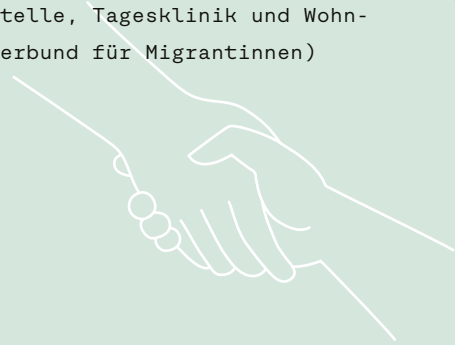 telle, Tagesklinik und Wohn-
erbund für Migrantinnen)